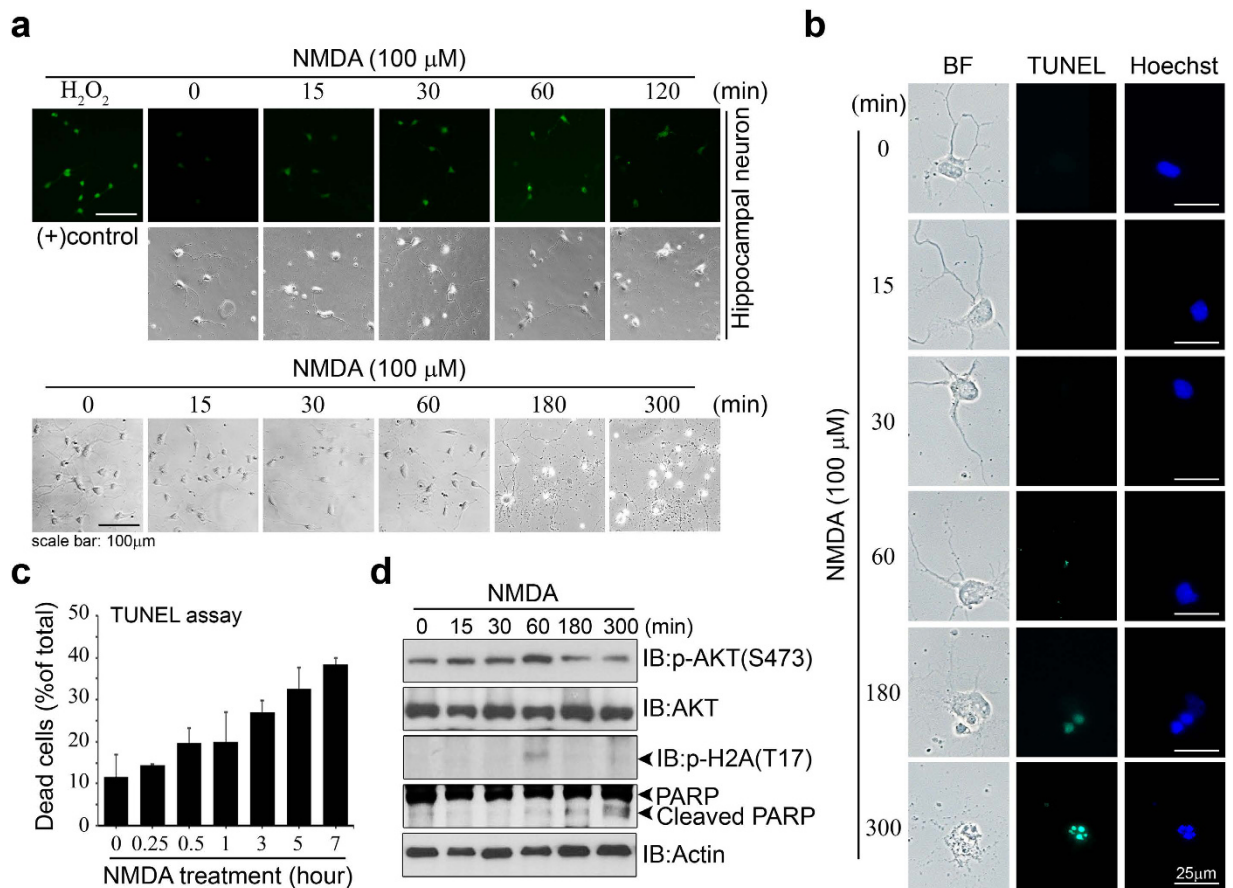 a
NMDA (100 μM)
H₂O₂ 0 15 30 60 120 (min)
(+)control
Hippocampal neuron
NMDA (100 μM)
0 15 30 60 180 300 (min)
scale bar: 100μm
b
BF TUNEL Hoechst
(min)
0
15
30
60
180
300
NMDA (100 μM)
25μm
c
TUNEL assay
Dead cells (%of total)
50
40
30
20
10
0
0 0.25 0.5 1 3 5 7
NMDA treatment (hour)
d
NMDA
0 15 30 60 180 300 (min)
IB:p-AKT(S473)
IB:AKT
IB:p-H2A(T17)
PARP
Cleaved PARP
IB:Actin